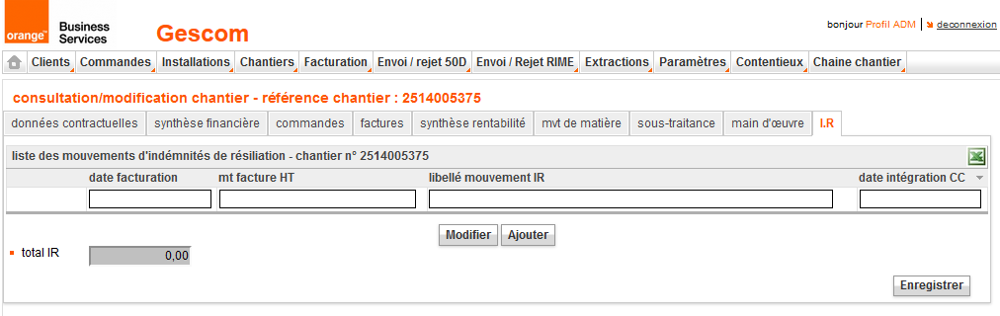 orange™ Business Services
Gescom
bonjour Profil ADM | deconnexion
Clients Commandes Installations Chantiers Facturation Envoi / rejet 50D Envoi / Rejet RIME Extractions Paramètres Contentieux Chaine chantier
consultation/modification chantier - référence chantier : 2514005375
données contractuelles synthèse financière commandes factures synthèse rentabilité mvt de matière sous-traitance main d'œuvre I.R
liste des mouvements d'indémnités de résiliation - chantier n° 2514005375
date facturation mt facture HT libellé mouvement IR date intégration CC
Modifier Ajouter
total IR 0,00
Enregistrer